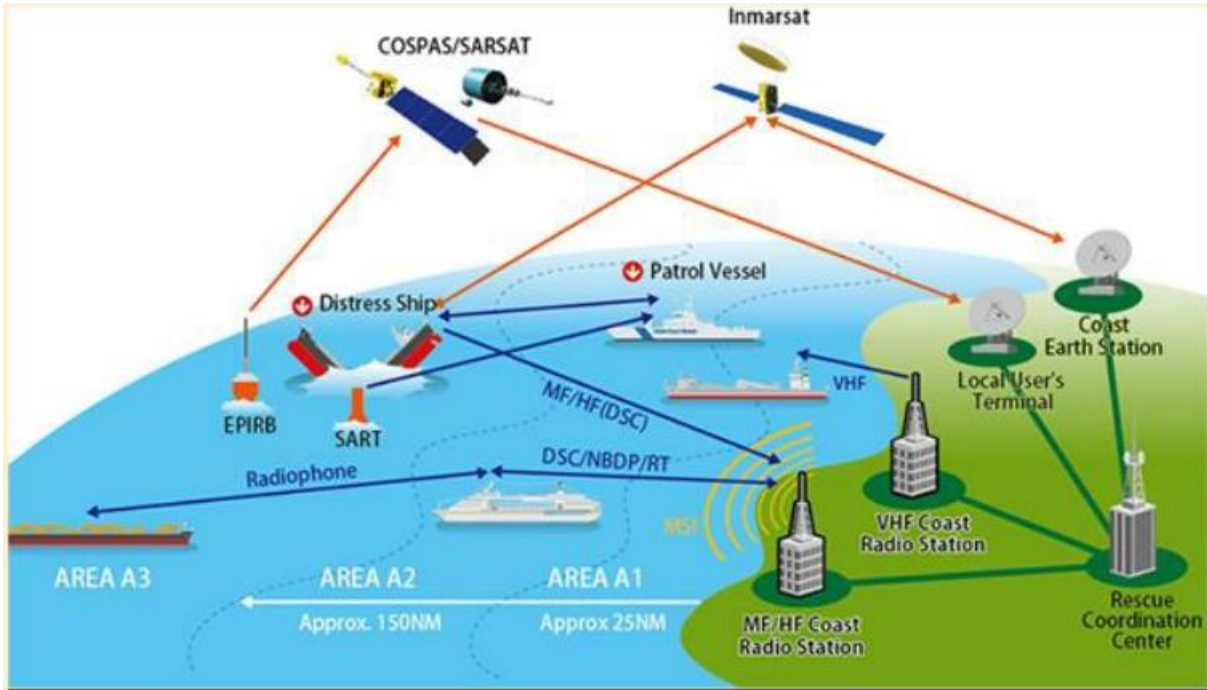 Inmarsat
COSPAS/SARSAT
Patrol Vessel
Distress Ship
Coast
Earth Station
Local User's
Terminal
VHF
EPIRB
SART
MF/HF(DSC)
Radiophone
DSC/NBDP/RT
MSI
VHF Coast
Radio Station
AREA A3
AREA A2
AREA A1
Approx. 150NM
Approx 25NM
MF/HF Coast
Radio Station
Rescue
Coordination
Center